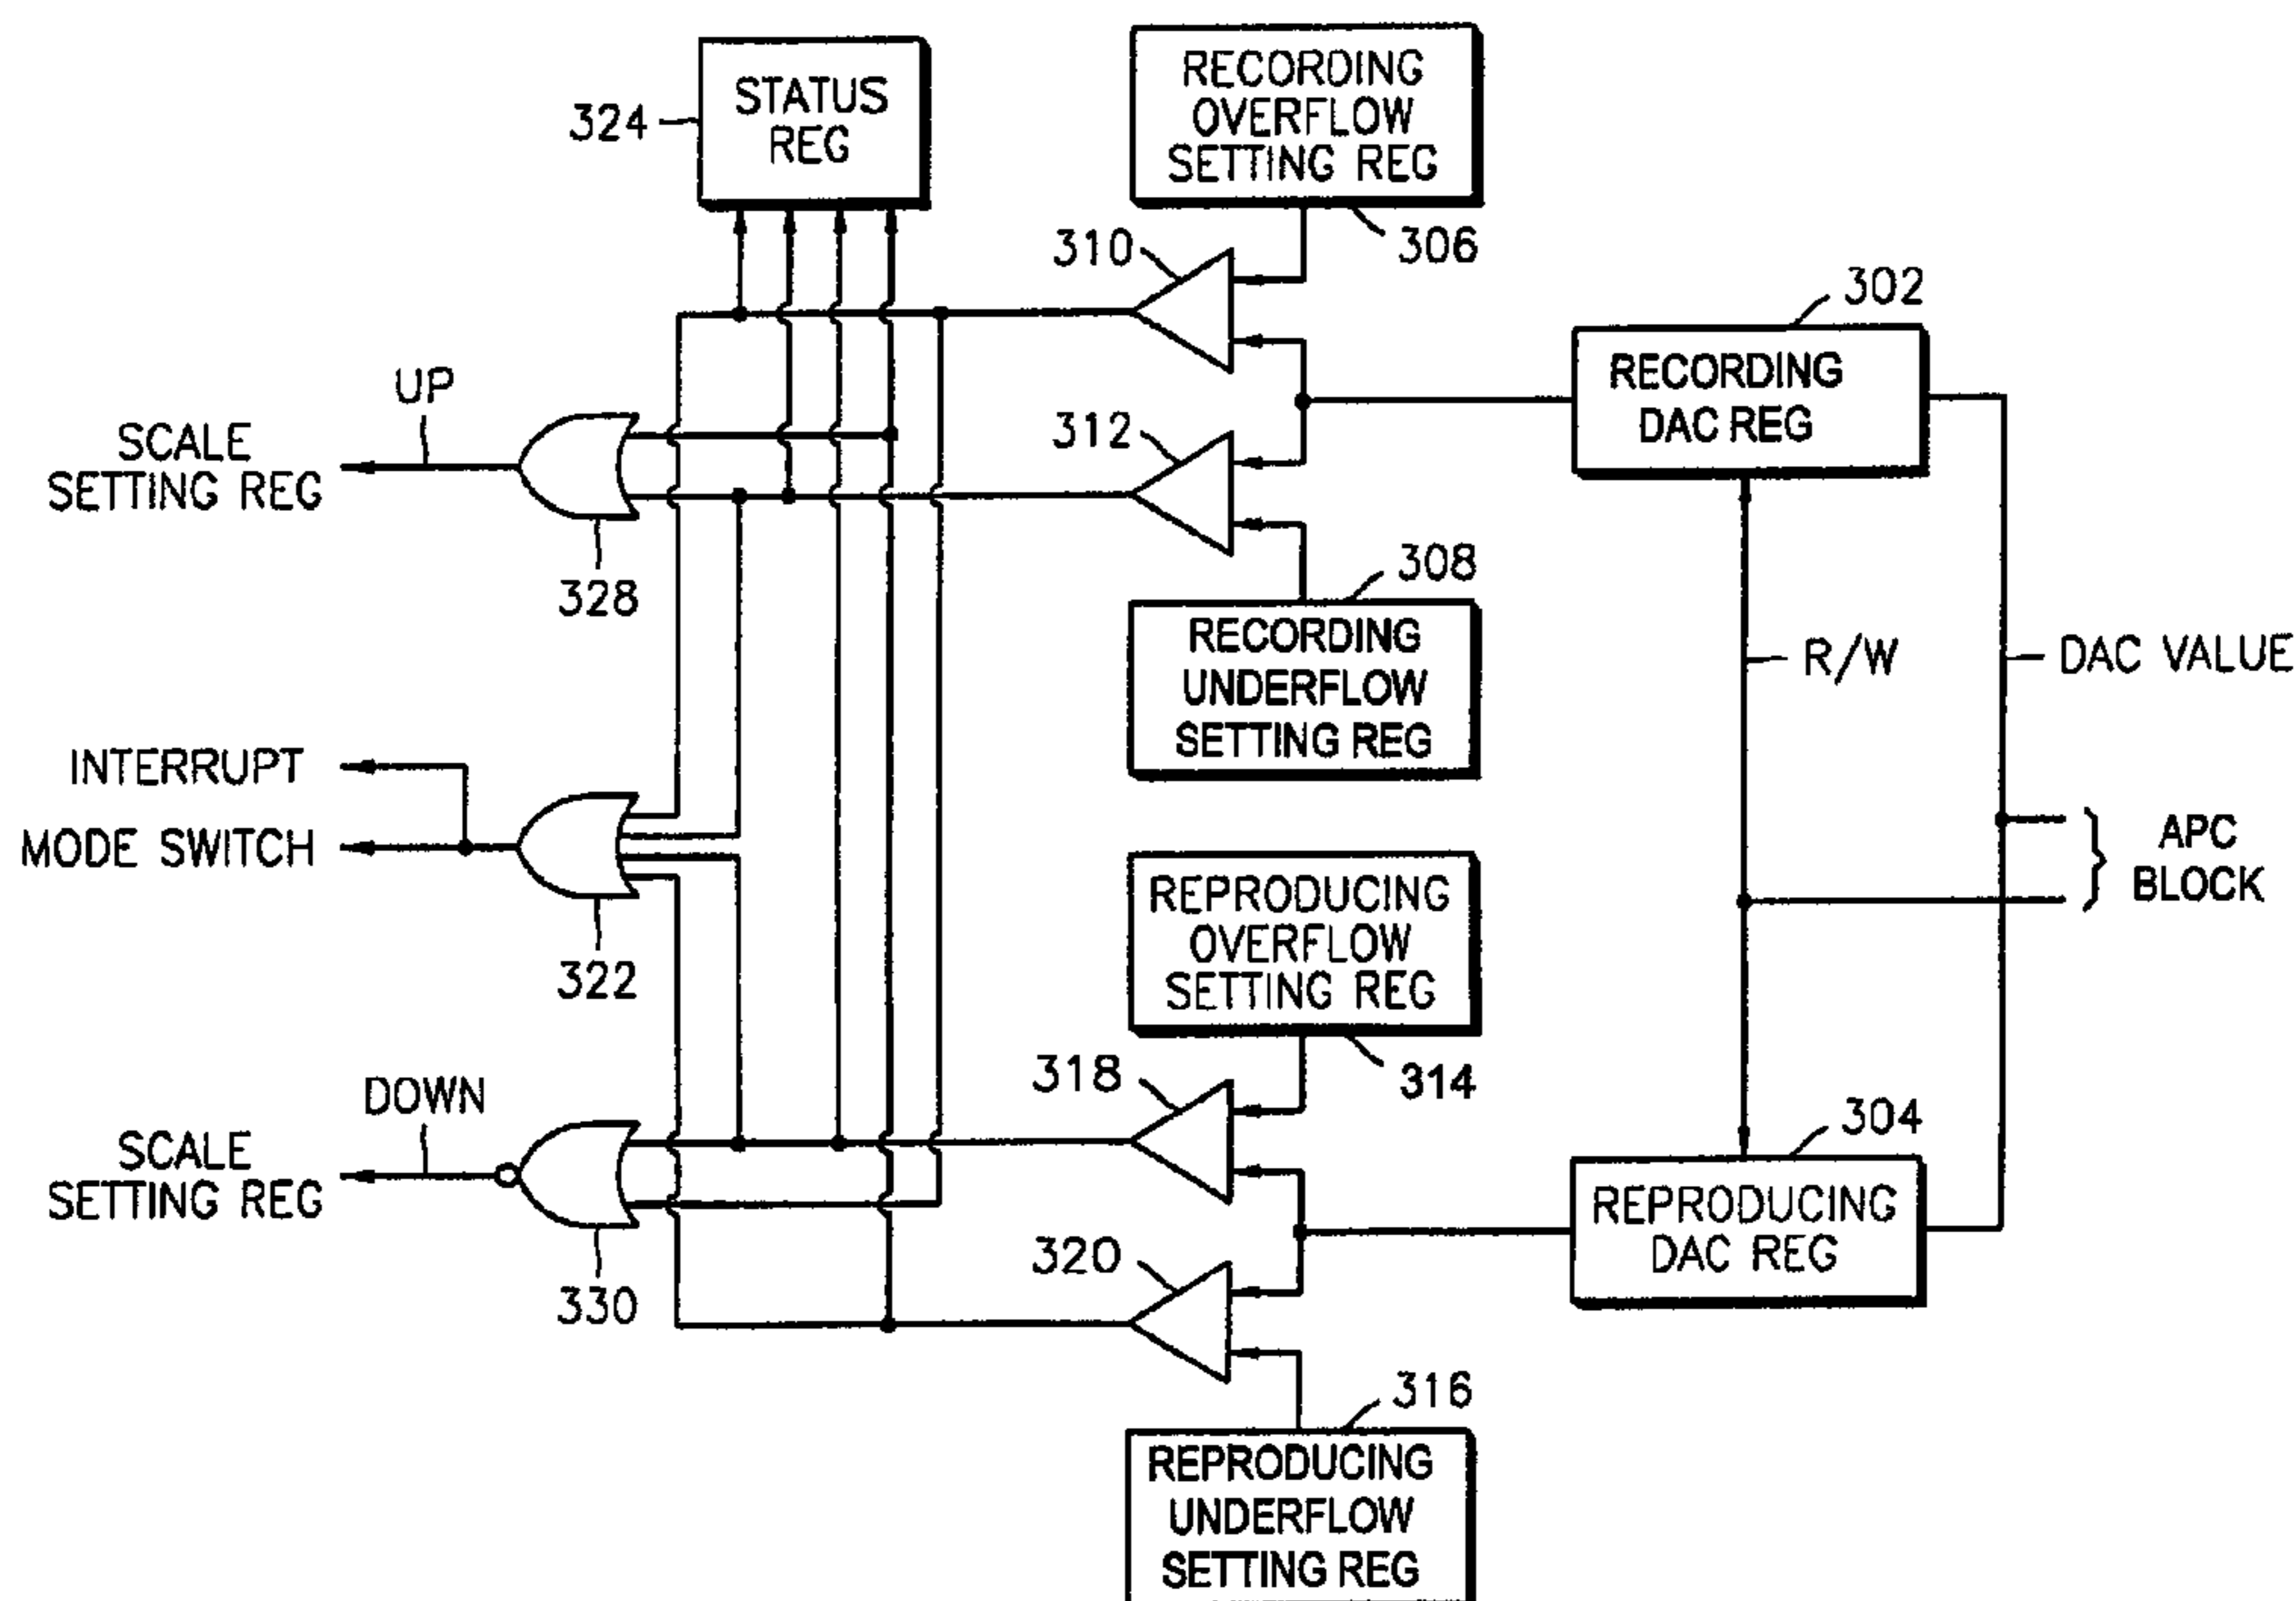 STATUS
REG
324
RECORDING
OVERFLOW
SETTING REG
306
310
302
RECORDING
DAC REG
UP
SCALE
SETTING REG
312
328
308
RECORDING
UNDERFLOW
SETTING REG
R/W
DAC VALUE
INTERRUPT
MODE SWITCH
322
APC
BLOCK
REPRODUCING
OVERFLOW
SETTING REG
314
318
DOWN
SCALE
SETTING REG
330
304
REPRODUCING
DAC REG
320
316
REPRODUCING
UNDERFLOW
SETTING REG